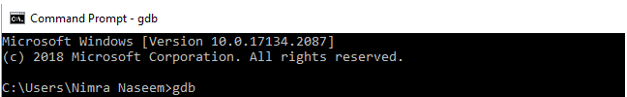 Command Prompt - gdb
Microsoft Windows [Version 10.0.17134.2087]
(c) 2018 Microsoft Corporation. All rights reserved.
C:\Users\Nimra Naseem>gdb